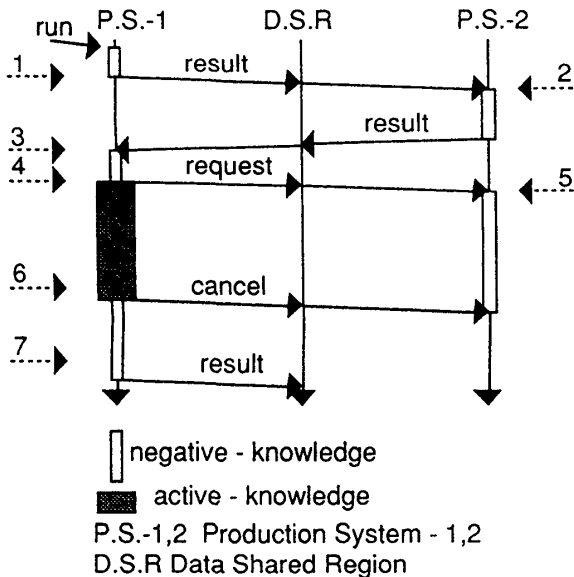 P.S.-1 D.S.R P.S.-2
run
1 result 2
result
3
4 request 5
6 cancel
7 result
negative - knowledge
active - knowledge
P.S.-1,2 Production System - 1,2
D.S.R Data Shared Region